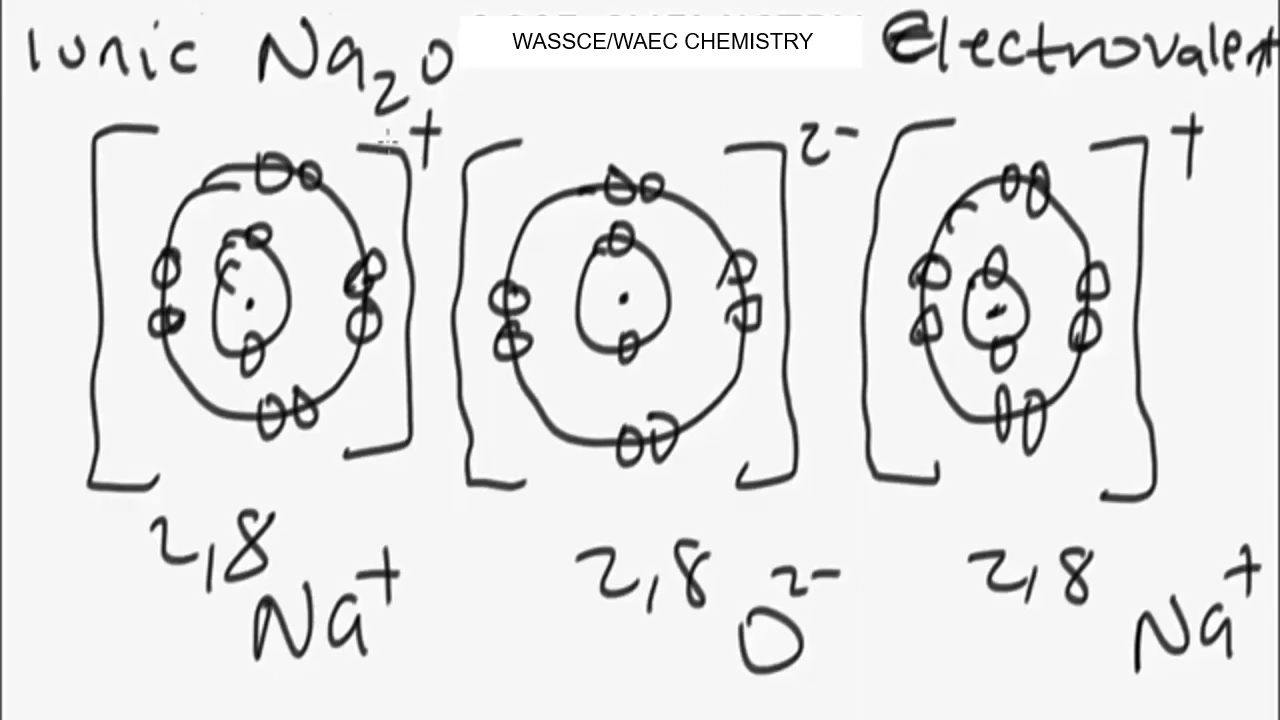 Ionic Na₂O WASSCE/WAEC CHEMISTRY Electrovalent
+ 2- +
2,8 2,8 2,8
Na⁺ O²⁻ Na⁺